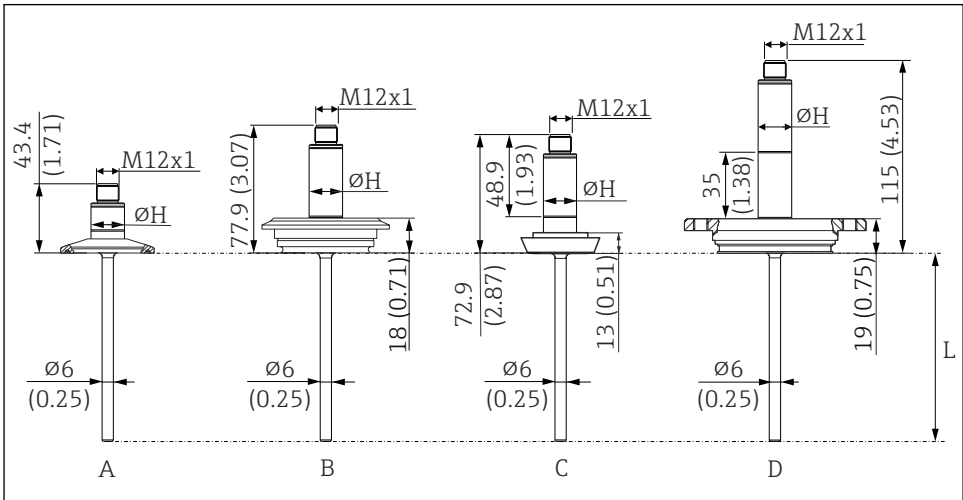 M12x1
ØH
115 (4.53)
35
(1.38)
19 (0.75)
M12x1
ØH
77.9 (3.07)
18 (0.71)
M12x1
48.9
(1.93)
ØH
72.9
(2.87)
13 (0.51)
43.4
(1.71)
M12x1
ØH
L
Ø6
(0.25)
Ø6
(0.25)
Ø6
(0.25)
Ø6
(0.25)
A
B
C
D